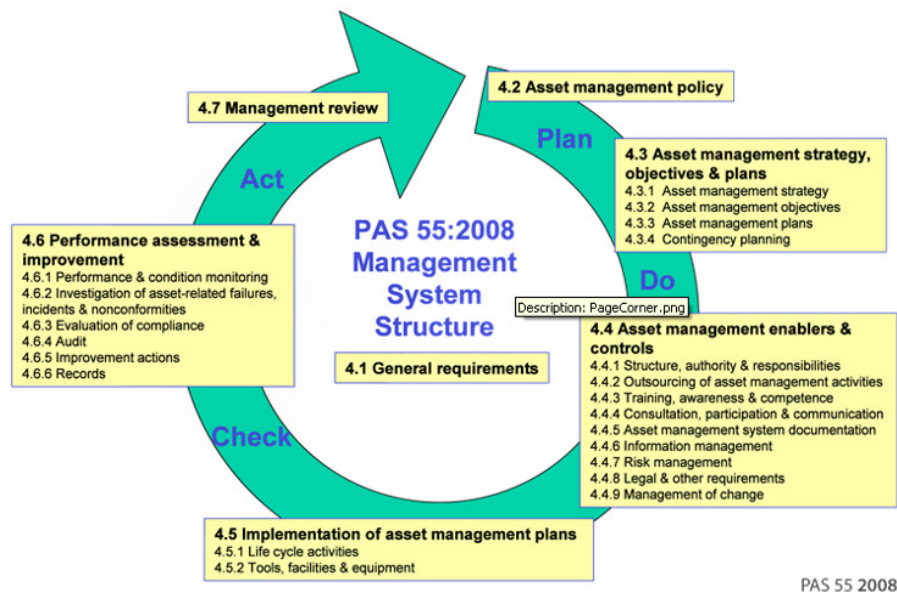 4.7 Management review
4.2 Asset management policy
Plan
4.3 Asset management strategy,
objectives & plans
4.3.1 Asset management strategy
4.3.2 Asset management objectives
4.3.3 Asset management plans
4.3.4 Contingency planning
Act
PAS 55:2008
Management
System
Structure
4.1 General requirements
Do
Description: PageCorner.png
4.4 Asset management enablers &
controls
4.4.1 Structure, authority & responsibilities
4.4.2 Outsourcing of asset management activities
4.4.3 Training, awareness & competence
4.4.4 Consultation, participation & communication
4.4.5 Asset management system documentation
4.4.6 Information management
4.4.7 Risk management
4.4.8 Legal & other requirements
4.4.9 Management of change
4.6 Performance assessment &
improvement
4.6.1 Performance & condition monitoring
4.6.2 Investigation of asset-related failures,
incidents & nonconformities
4.6.3 Evaluation of compliance
4.6.4 Audit
4.6.5 Improvement actions
4.6.6 Records
Check
4.5 Implementation of asset management plans
4.5.1 Life cycle activities
4.5.2 Tools, facilities & equipment
PAS 55 2008